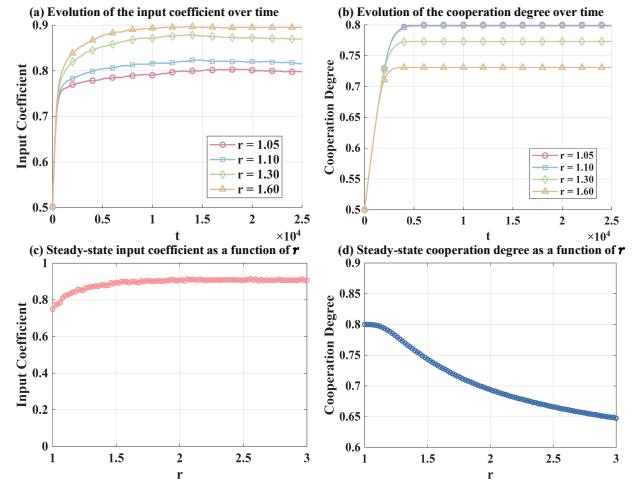 (a) Evolution of the input coefficient over time
Input Coefficient
0.9
0.8
0.7
0.6
0.5
0
0.5
1
1.5
2
2.5
t
×10⁴
r = 1.05
r = 1.10
r = 1.30
r = 1.60
(b) Evolution of the cooperation degree over time
Cooperation Degree
0.8
0.75
0.7
0.65
0.6
0.55
0.5
0
0.5
1
1.5
2
2.5
t
×10⁴
r = 1.05
r = 1.10
r = 1.30
r = 1.60
(c) Steady-state input coefficient as a function of r
Input Coefficient
1
0.8
0.6
0.4
0.2
0
1
1.5
2
2.5
3
r
(d) Steady-state cooperation degree as a function of r
Cooperation Degree
0.9
0.85
0.8
0.75
0.7
0.65
0.6
1
1.5
2
2.5
3
r